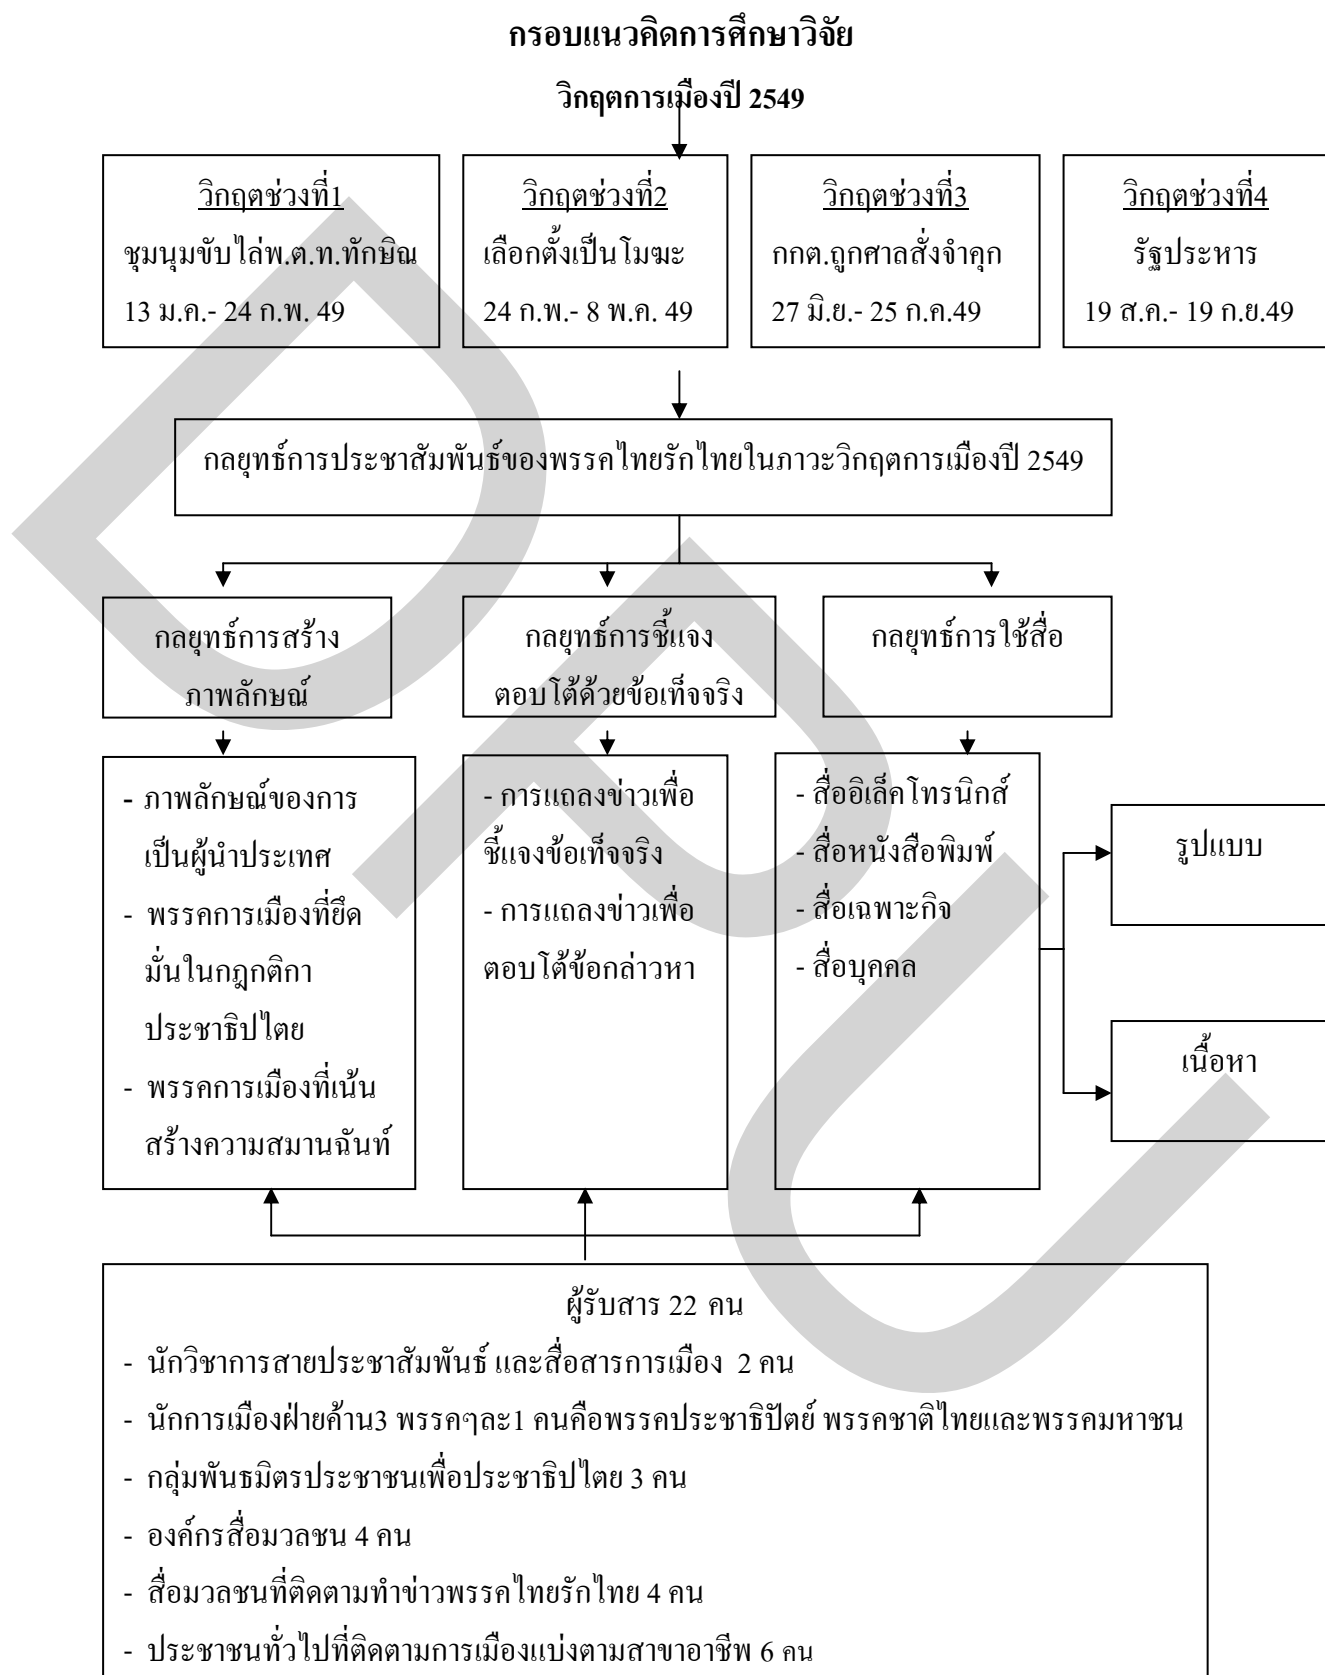 กรอบแนวคิดการศึกษาวิจัย
วิกฤตการเมืองปี 2549
วิกฤตช่วงที่1
ชุมนุมขับไล่พ.ต.ท.ทักษิณ
13 ม.ค.- 24 ก.พ. 49
วิกฤตช่วงที่2
เลือกตั้งเป็นโมฆะ
24 ก.พ.- 8 พ.ค. 49
วิกฤตช่วงที่3
กกต.ถูกศาลสั่งจำคุก
27 มิ.ย.- 25 ก.ค.49
วิกฤตช่วงที่4
รัฐประหาร
19 ส.ค.- 19 ก.ย.49
กลยุทธ์การประชาสัมพันธ์ของพรรคไทยรักไทยในภาวะวิกฤตการเมืองปี 2549
กลยุทธ์การสร้าง
ภาพลักษณ์
กลยุทธ์การชี้แจง
ตอบโต้ด้วยข้อเท็จจริง
กลยุทธ์การใช้สื่อ
- ภาพลักษณ์ของการ
เป็นผู้นำประเทศ
- พรรคการเมืองที่ยึด
มั่นในกฎกติกา
ประชาธิปไตย
- พรรคการเมืองที่เน้น
สร้างความสมานฉันท์
- การแถลงข่าวเพื่อ
ชี้แจงข้อเท็จจริง
- การแถลงข่าวเพื่อ
ตอบโต้ข้อกล่าวหา
- สื่ออิเล็คโทรนิกส์
- สื่อหนังสือพิมพ์
- สื่อเฉพาะกิจ
- สื่อบุคคล
รูปแบบ
เนื้อหา
ผู้รับสาร 22 คน
- นักวิชาการสายประชาสัมพันธ์ และสื่อสารการเมือง 2 คน
- นักการเมืองฝ่ายค้าน3 พรรคๆละ1 คนคือพรรคประชาธิปัตย์ พรรคชาติไทยและพรรคมหาชน
- กลุ่มพันธมิตรประชาชนเพื่อประชาธิปไตย 3 คน
- องค์กรสื่อมวลชน 4 คน
- สื่อมวลชนที่ติดตามทำข่าวพรรคไทยรักไทย 4 คน
- ประชาชนทั่วไปที่ติดตามการเมืองแบ่งตามสาขาอาชีพ 6 คน
DPU